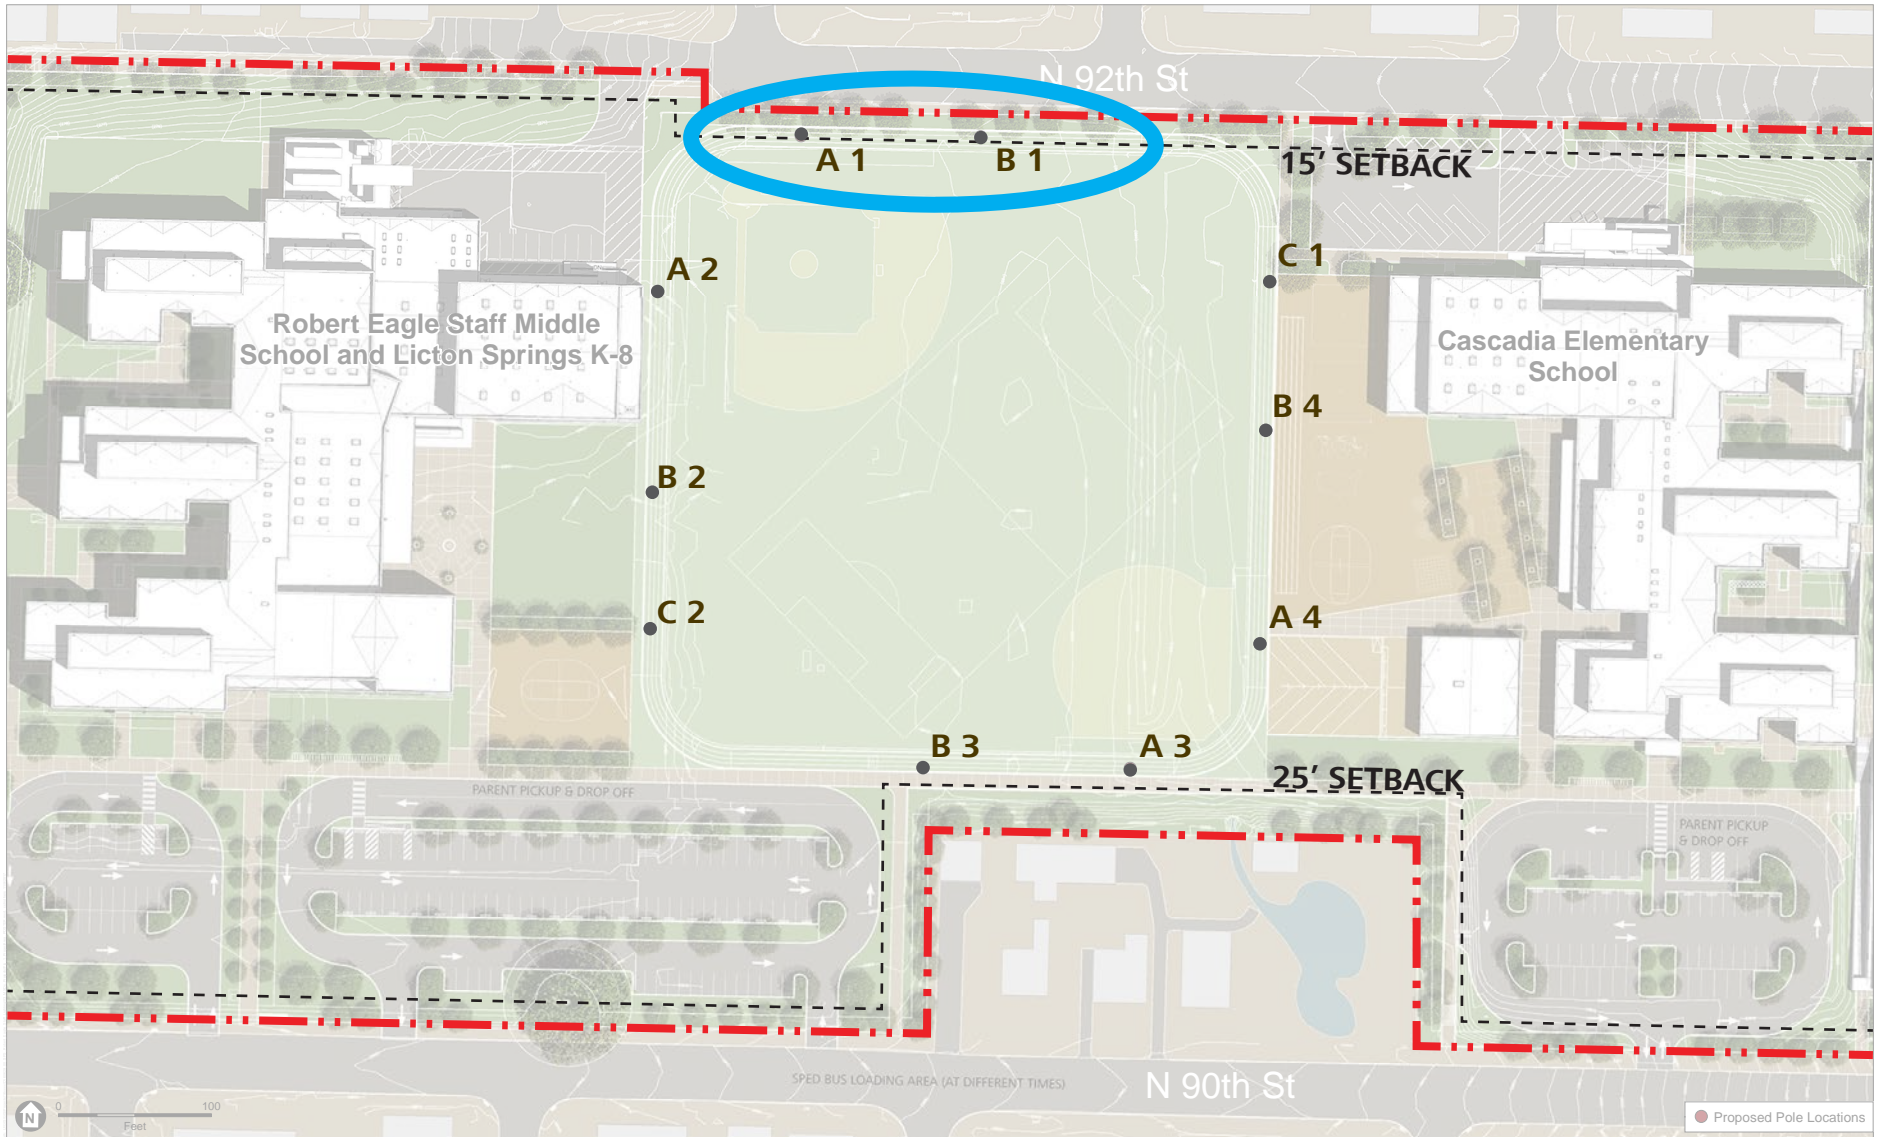 N 92th St
A 1
B 1
15' SETBACK
A 2
C 1
Robert Eagle Staff Middle
School and Licton Springs K-8
Cascadia Elementary
School
B 4
B 2
C 2
A 4
B 3
A 3
25' SETBACK
PARENT PICKUP & DROP OFF
PARENT PICKUP
& DROP OFF
SPED BUS LOADING AREA (AT DIFFERENT TIMES)
N 90th St
N
0 100
Feet
Proposed Pole Locations